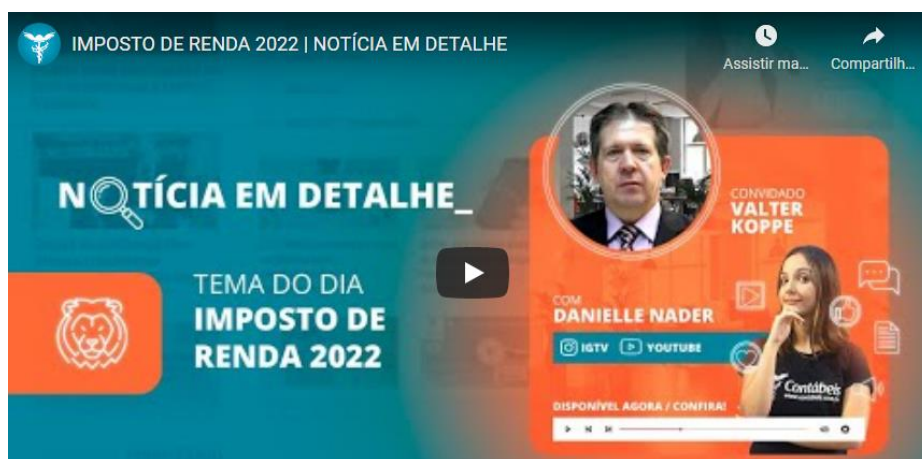 IMPOSTO DE RENDA 2022 | NOTÍCIA EM DETALHE
Assistir ma...
Compartilh...
NOTÍCIA EM DETALHE_
TEMA DO DIA
IMPOSTO DE
RENDA 2022
CONVIDADO
VALTER
KOPPE
COM
DANIELLE NADER
IGTV
YOUTUBE
Contábeis
DISPONÍVEL AGORA / CONFIRA!